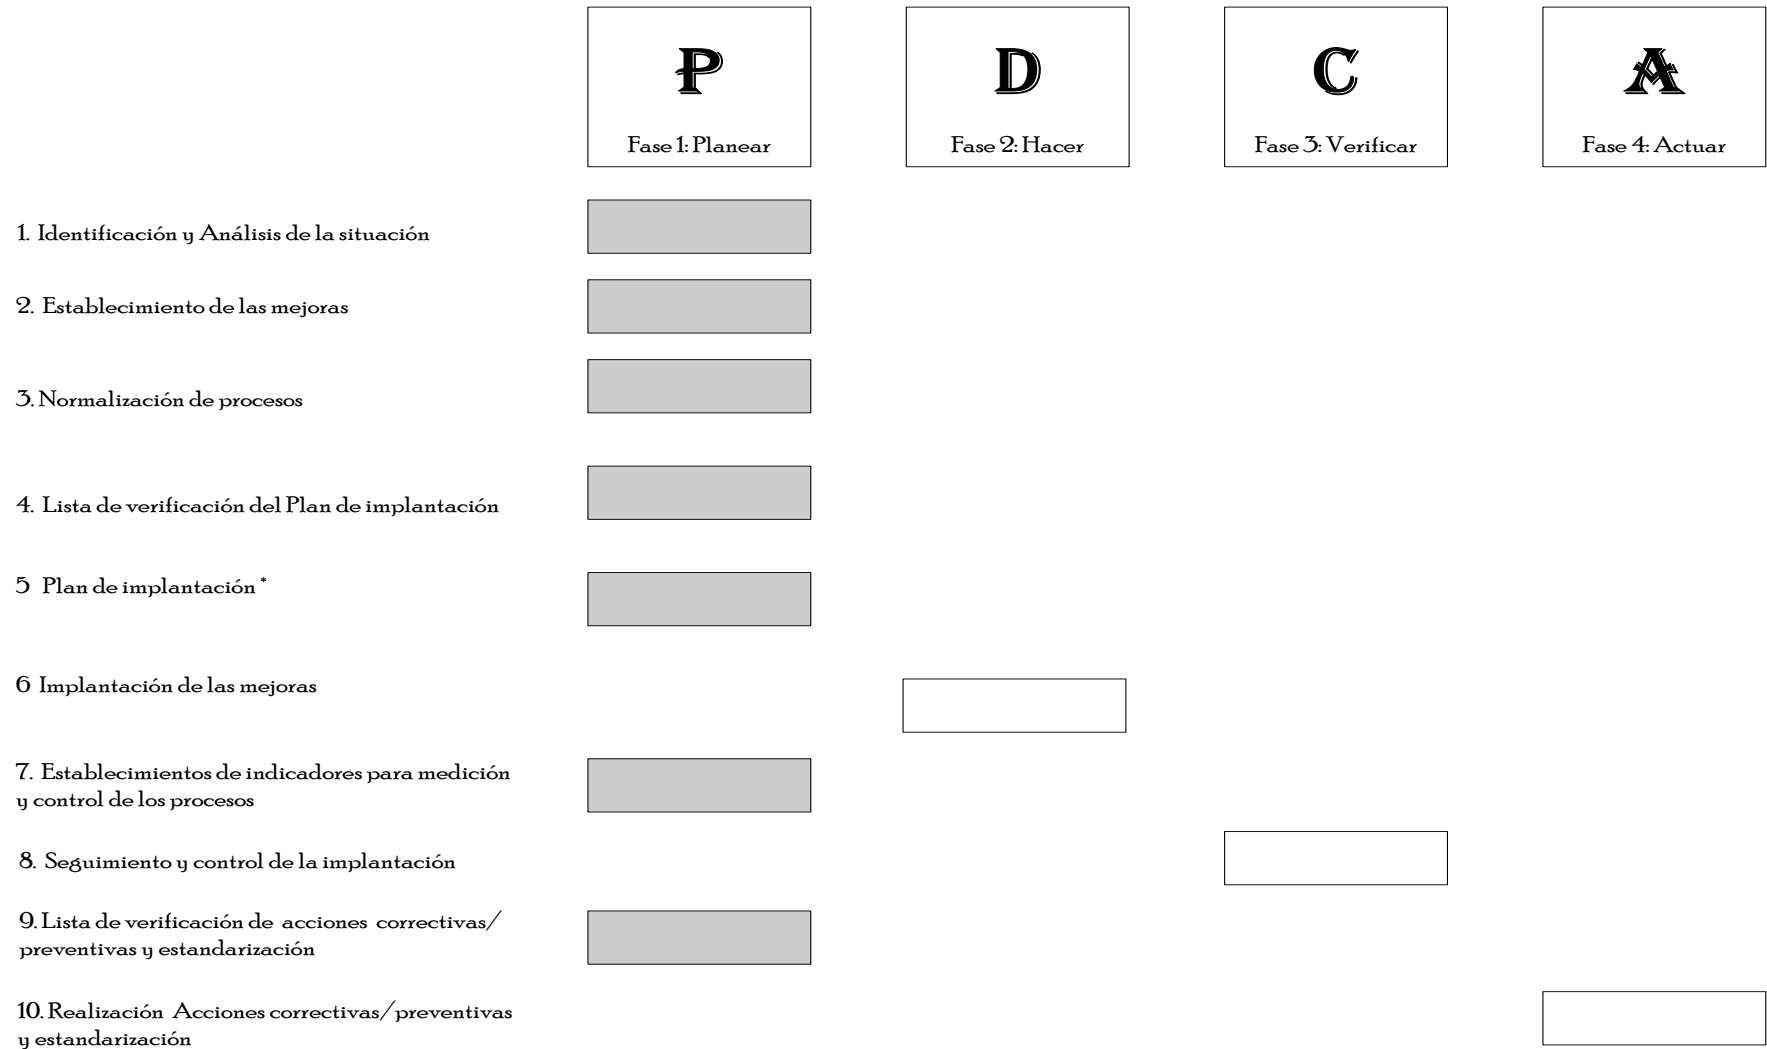 P
D
C
A
Fase 1: Planear
Fase 2: Hacer
Fase 3: Verificar
Fase 4: Actuar
1. Identificación y Análisis de la situación
2. Establecimiento de las mejoras
3. Normalización de procesos
4. Lista de verificación del Plan de implantación
5 Plan de implantación *
6 Implantación de las mejoras
7. Establecimientos de indicadores para medición
y control de los procesos
8. Seguimiento y control de la implantación
9. Lista de verificación de acciones correctivas/
preventivas y estandarización
10. Realización Acciones correctivas/preventivas
y estandarización